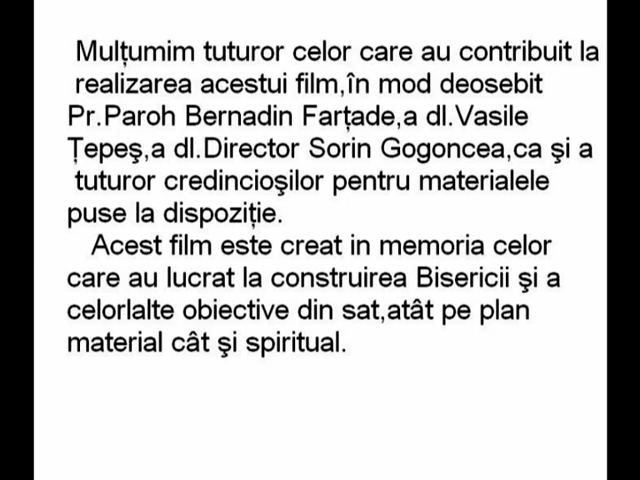 Mulțumim tuturor celor care au contribuit la
realizarea acestui film,în mod deosebit
Pr.Paroh Bernadin Farțade,a dl.Vasile
Țepeş,a dl.Director Sorin Gogoncea,ca şi a
tuturor credincioşilor pentru materialele
puse la dispoziție.
Acest film este creat in memoria celor
care au lucrat la construirea Bisericii şi a
celorlalte obiective din sat,atât pe plan
material cât şi spiritual.